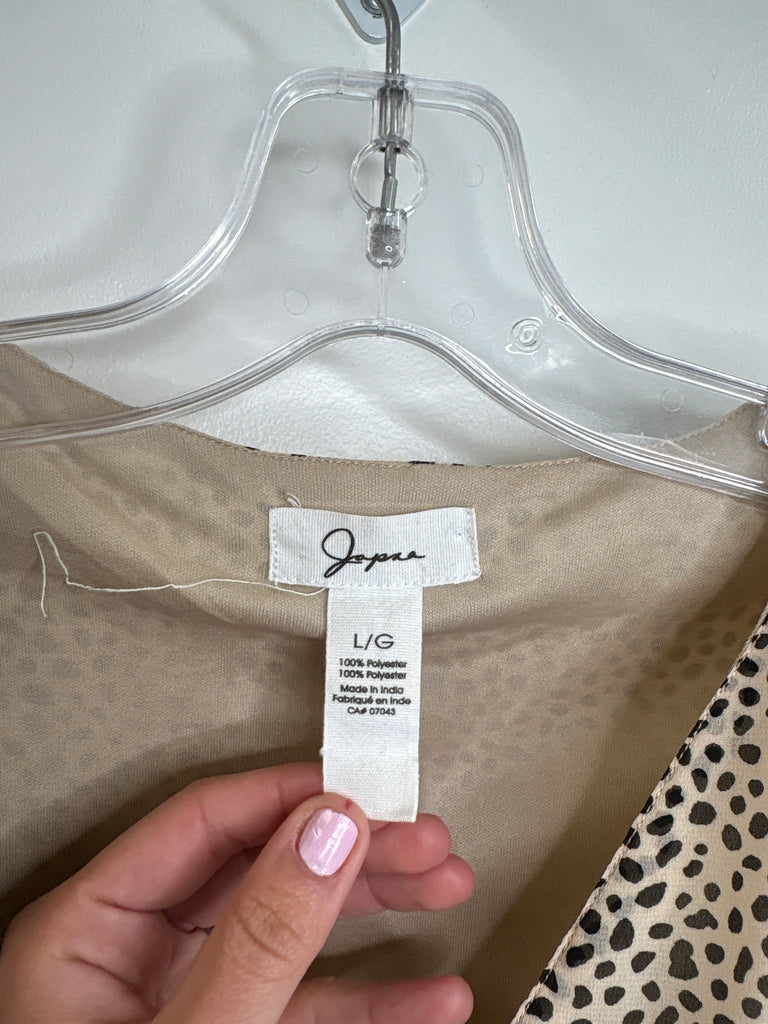 Japna
L/G
100% Polyester
100% Polyester
Made in India
Fabriqué en Inde
CA# 07043